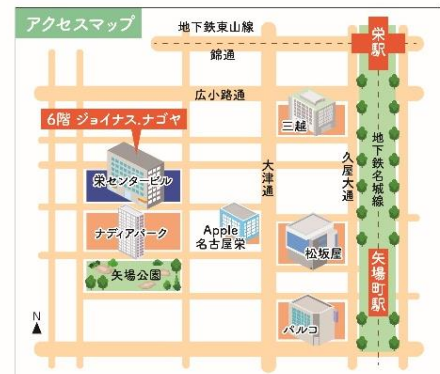 アクセスマップ
地下鉄東山線
錦通
栄駅
広小路通
三越
6階 ジョイナス.ナゴヤ
栄センタービル
大津通
久屋大通
地下鉄名城線
ナディアパーク
Apple
名古屋栄
松坂屋
矢場町駅
矢場公園
パルコ
N